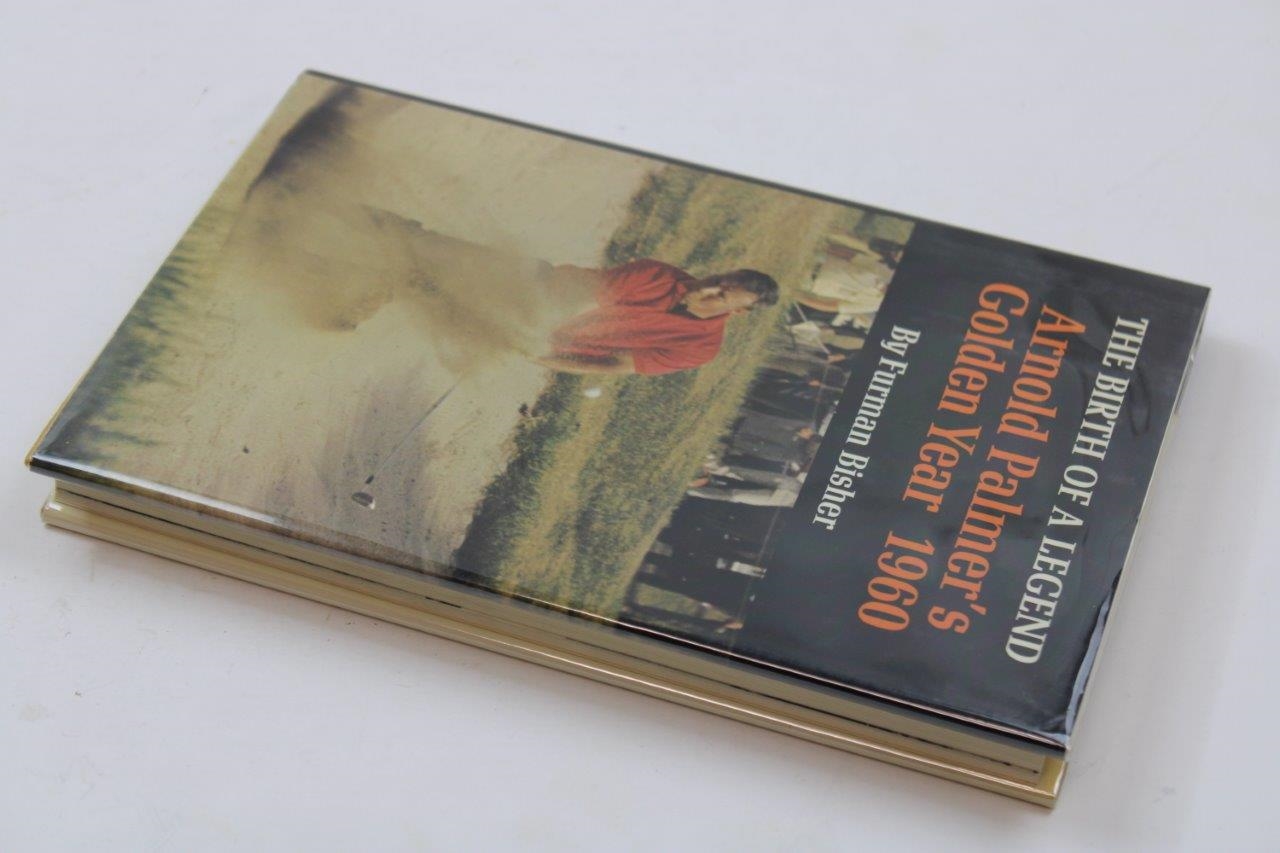 THE BIRTH OF A LEGEND
Arnold Palmer's
Golden Year 1960
By Furman Bisher